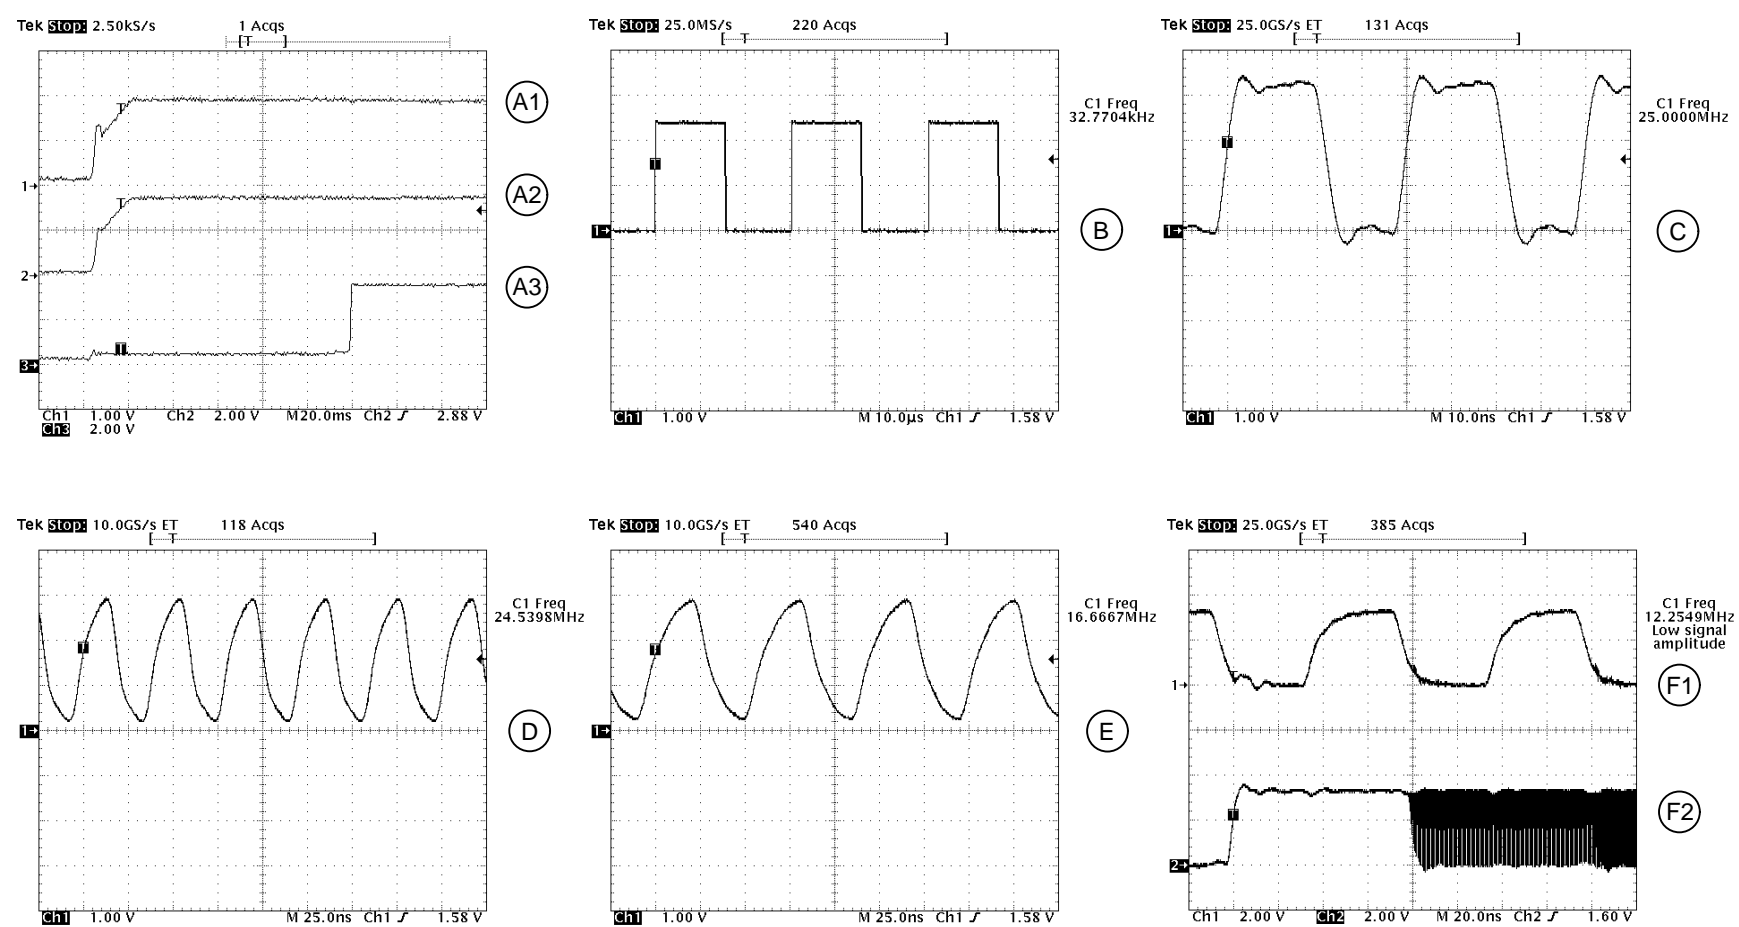 Tek Stop: 2.50kS/s 1 Acqs
[ T ]
T
A1
1→
T
A2
2→
T
A3
3→
Ch1 1.00 V Ch2 2.00 V M20.0ms Ch2 2.88 V
Ch3 2.00 V
Tek Stop: 25.0MS/s 220 Acqs
[ T ]
C1 Freq
32.7704kHz
T
1→
B
Ch1 1.00 V M 10.0µs Ch1 1.58 V
Tek Stop: 25.0GS/s ET 131 Acqs
[ T ]
C1 Freq
25.0000MHz
T
1→
C
Ch1 1.00 V M 10.0ns Ch1 1.58 V
Tek Stop: 10.0GS/s ET 118 Acqs
[ T ]
C1 Freq
24.5398MHz
T
1→
D
Ch1 1.00 V M 25.0ns Ch1 1.58 V
Tek Stop: 10.0GS/s ET 540 Acqs
[ T ]
C1 Freq
16.6667MHz
T
1→
E
Ch1 1.00 V M 25.0ns Ch1 1.58 V
Tek Stop: 25.0GS/s ET 385 Acqs
[ T ]
C1 Freq
12.2549MHz
Low signal
amplitude
T
1→
F1
T
F2
2→
Ch1 2.00 V Ch2 2.00 V M 20.0ns Ch2 1.60 V